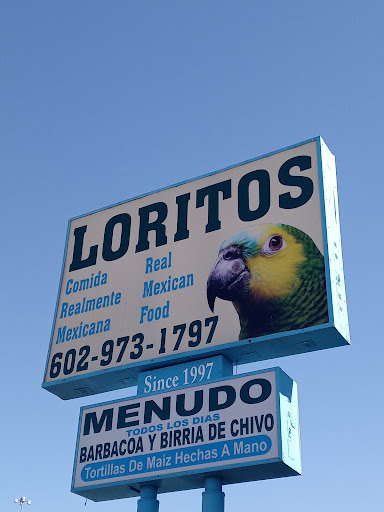 LORITOS
Comida
Realmente
Mexicana
Real
Mexican
Food
602-973-1797
Since 1997
MENUDO
TODOS LOS DIAS
BARBACOA Y BIRRIA DE CHIVO
Tortillas De Maiz Hechas A Mano